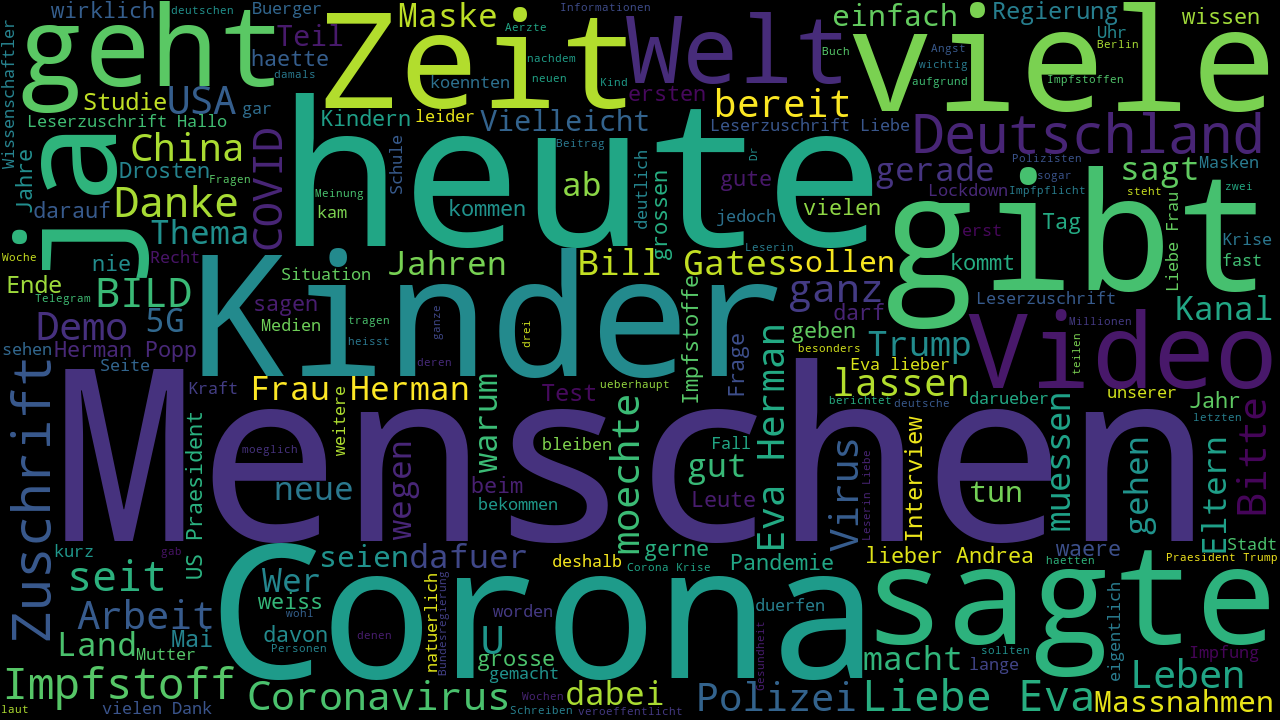 wirklich
deutschen
Buerger
Zeit
Maske
Informationen
Welt
einfach
viele
Regierung
wissen
geht
Teil
Aerzte
Uhr
Berlin
Wissenschaftler
haette
damals
koennten
nachdem
neuen
Kind
Buch
Angst
wichtig
aufgrund
Impfstoffen
Studie
USA
gar
ersten
bereit
Leserzuschrift Hallo
Kindern
leider
Vielleicht
Leserzuschrift Liebe
Deutschland
ja
China
COVID
heute
Schule
Beitrag
deutlich
Dr
gerade
Polizisten
sogar
sagt
Masken
Jahre
Drosten
Fragen
Meinung
ab
gute
Lockdown
Impfpflicht
steht
zwei
darauf
Danke
kam
kommen
grossen
jedoch
vielen
gibt
Tag
Liebe Frau
Thema
erst
Krise
Woche
nie
Recht
Kinder
Situation
Jahren
Bill Gates
Leserin
sollen
kommt
fast
Ende
Telegram
BILD
sagen
Impfstoffe
ganz
Leserzuschrift
Kanal
Demo
5G
Medien
tragen
ganze
drei
darf
Video
Millionen
sehen
Herman Popp
heisst
Frage
geben
Trump
teilen
Seite
deren
besonders
Eva lieber
Zuschrift
Kraft
Frau Herman
warum
ueberhaupt
Test
Eva Herman
lassen
berichtet
deutsche
darueber
unserer
Jahr
letzten
Menschen
US Praesident
weitere
moeglich
wegen
bleiben
moechte
Fall
gut
Virus
Leserin Liebe
Interview
muessen
gehen
Eltern
Bitte
neue
beim
bekommen
Leute
tun
kurz
gab
Corona
seien
dafuer
deshalb
gerne
Corona Krise
Pandemie
lieber Andrea
waere
haetten
Stadt
Praesident Trump
seit
Wer
weiss
wohl
natuerlich
Bundesregierung
worden
duerfen
sagte
eigentlich
Arbeit
davon
denen
U
Land
Mutter
Mai
Personen
grosse
gemacht
Gesundheit
macht
lange
sollten
Impfung
Impfstoff
Leben
laut
vielen Dank
Coronavirus
Wochen
Schreiben
dabei
veroeffentlicht
Polizei
Liebe Eva
Massnahmen